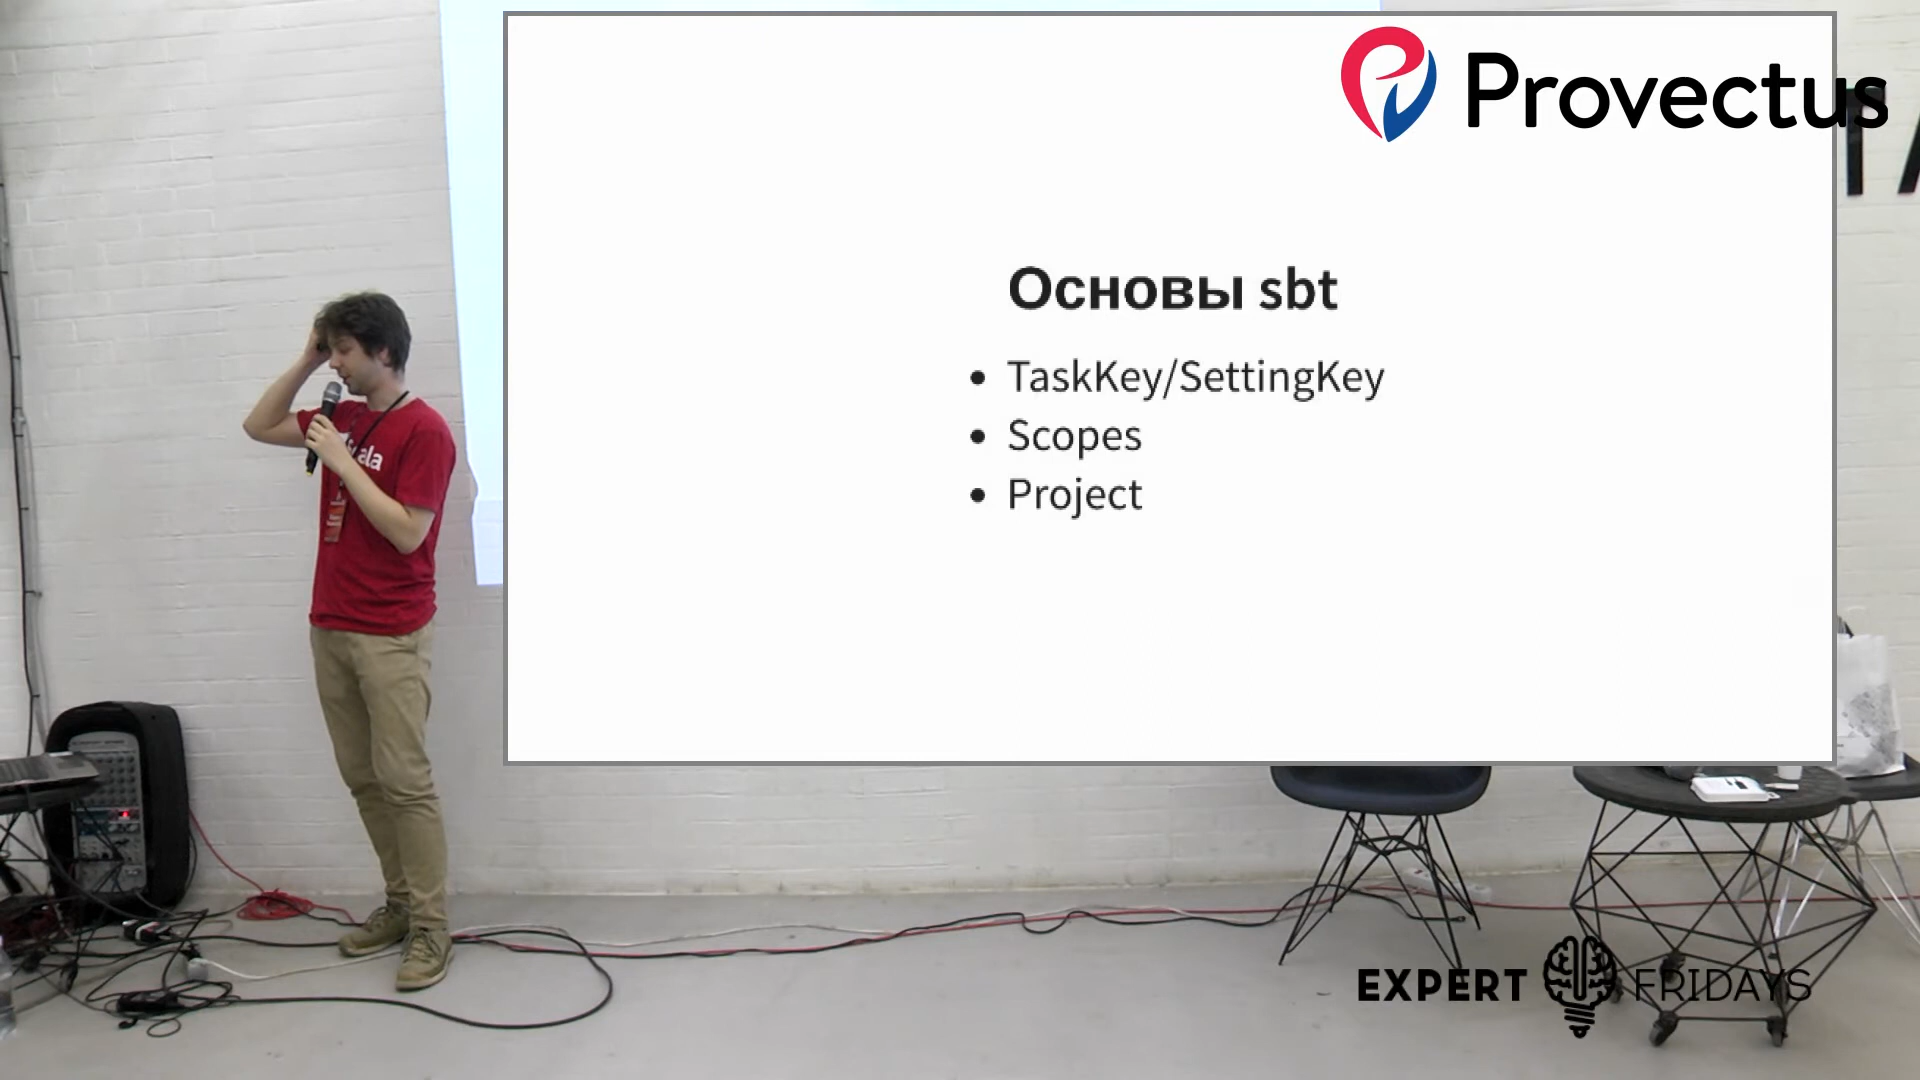 Provectus
Основы sbt
TaskKey/SettingKey
Scopes
Project
EXPERT FRIDAYS